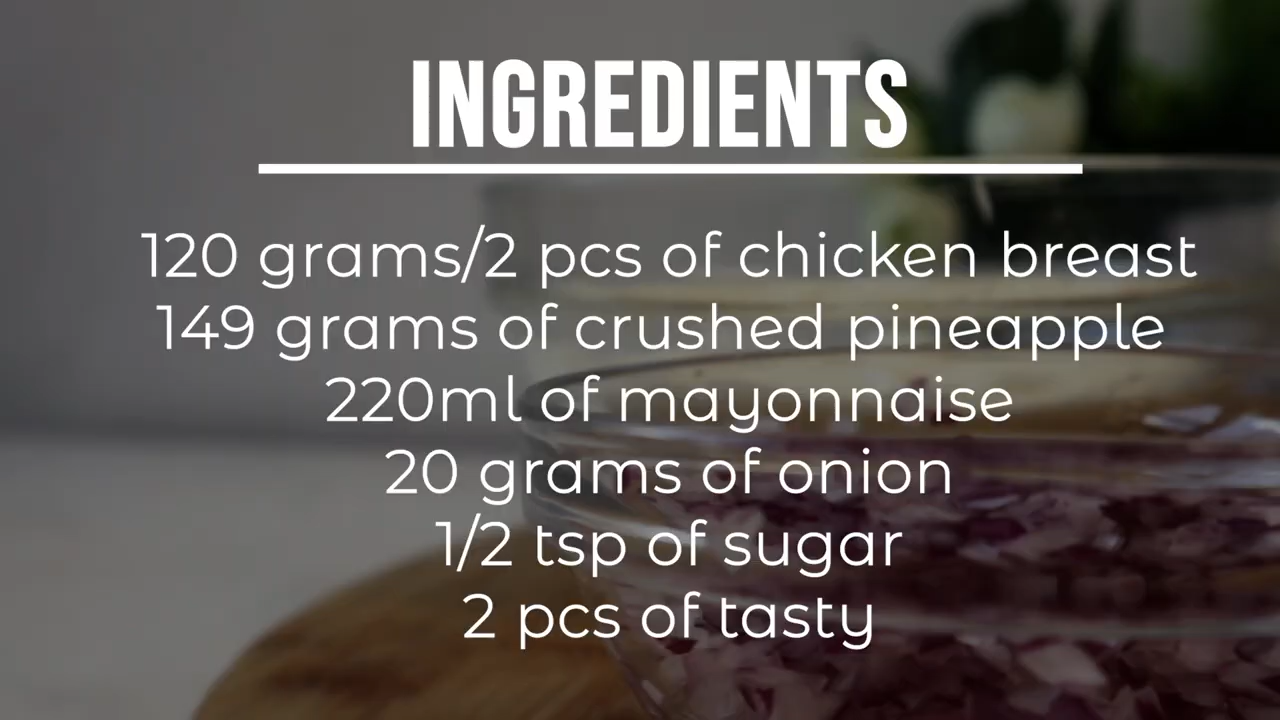 INGREDIENTS
120 grams/2 pcs of chicken breast
149 grams of crushed pineapple
220ml of mayonnaise
20 grams of onion
1/2 tsp of sugar
2 pcs of tasty